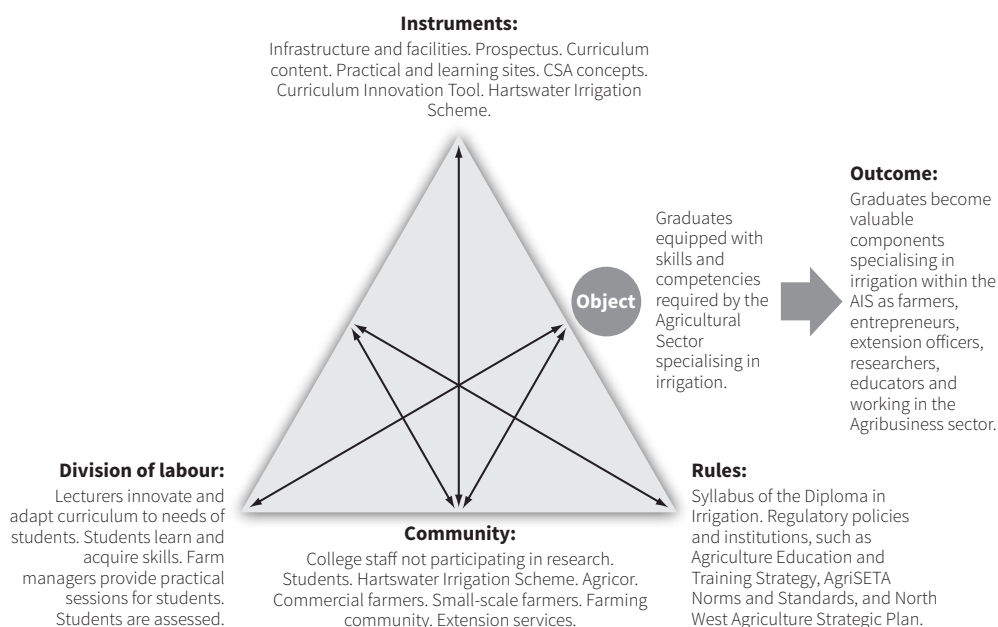 Instruments:
Infrastructure and facilities. Prospectus. Curriculum
content. Practical and learning sites. CSA concepts.
Curriculum Innovation Tool. Hartswater Irrigation
Scheme.
Object
Graduates
equipped with
skills and
competencies
required by the
Agricultural
Sector
specialising in
irrigation.
Outcome:
Graduates become
valuable
components
specialising in
irrigation within the
AIS as farmers,
entrepreneurs,
extension officers,
researchers,
educators and
working in the
Agribusiness sector.
Division of labour:
Lecturers innovate and
adapt curriculum to needs of
students. Students learn and
acquire skills. Farm
managers provide practical
sessions for students.
Students are assessed.
Community:
College staff not participating in research.
Students. Hartswater Irrigation Scheme. Agricor.
Commercial farmers. Small-scale farmers. Farming
community. Extension services.
Rules:
Syllabus of the Diploma in
Irrigation. Regulatory policies
and institutions, such as
Agriculture Education and
Training Strategy, AgriSETA
Norms and Standards, and North
West Agriculture Strategic Plan.